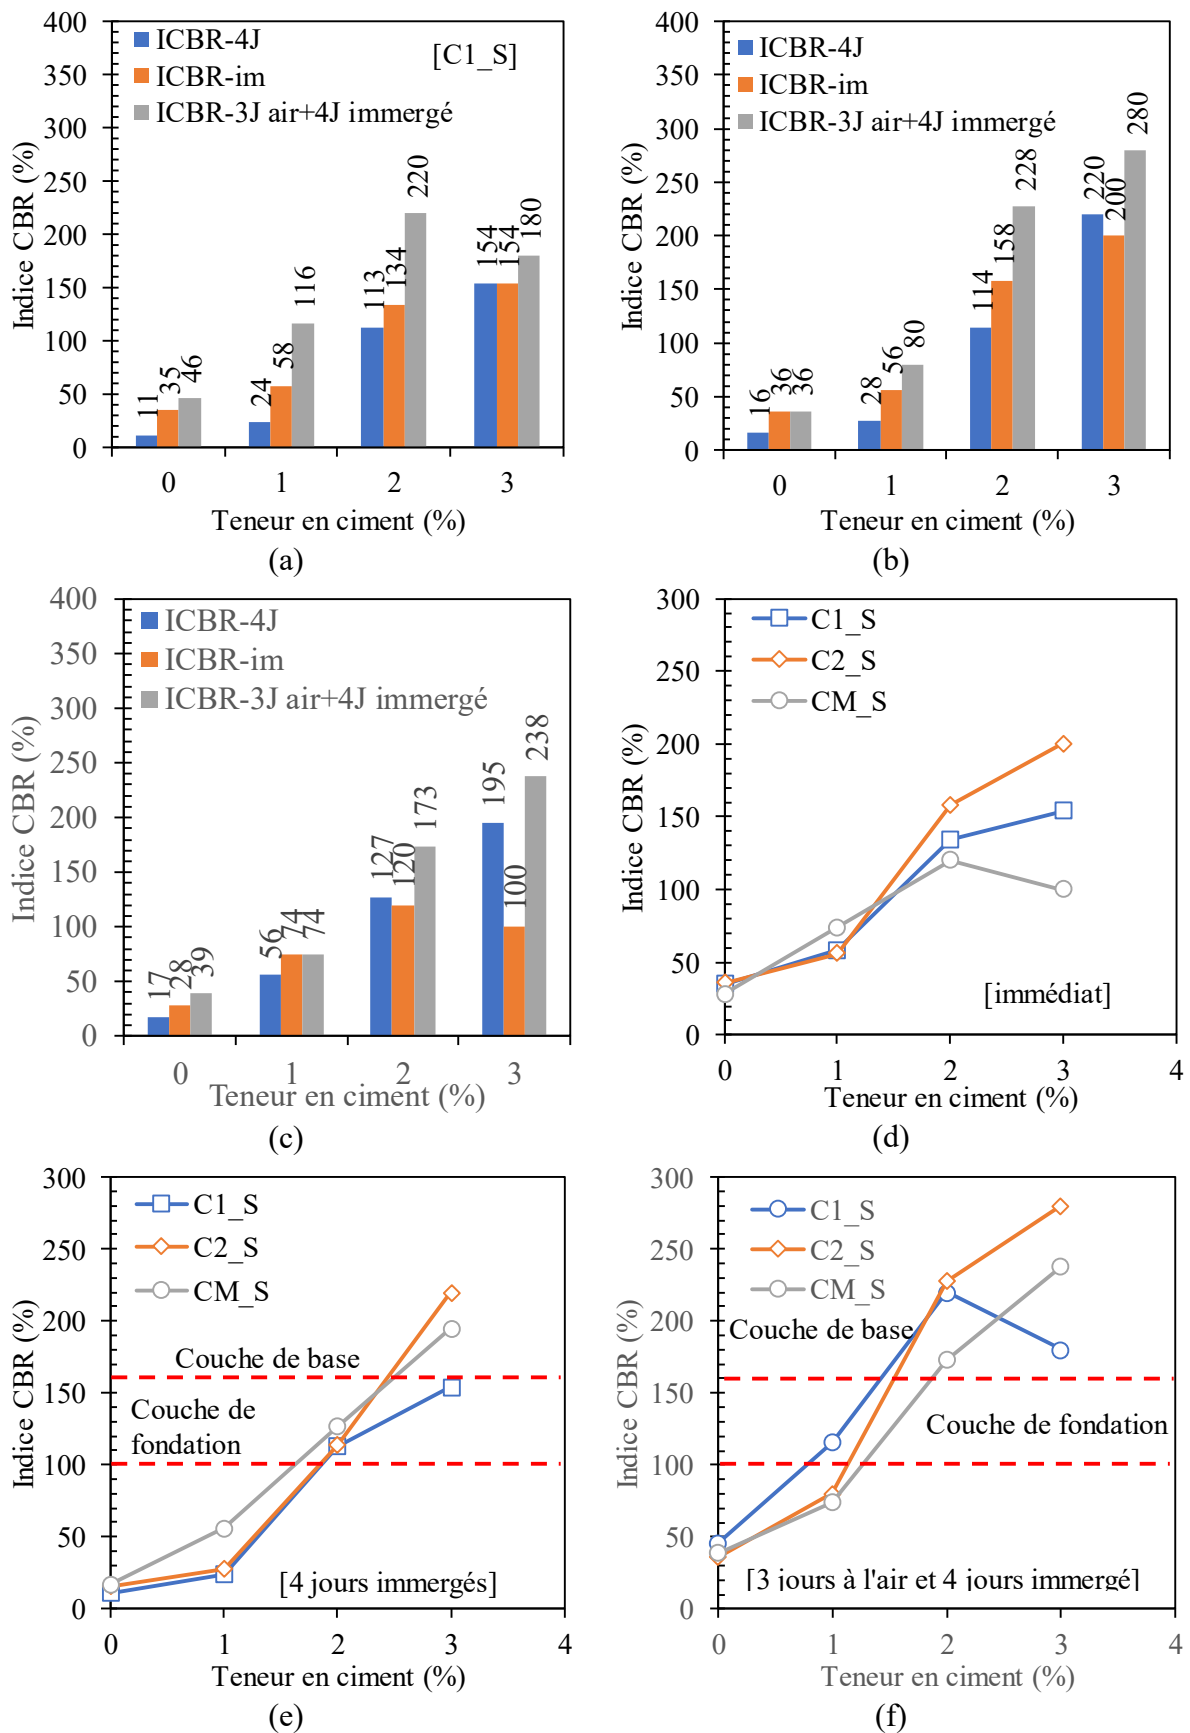 400
350
300
250
200
150
100
50
0
Indice CBR (%)
ICBR-4J
ICBR-im
ICBR-3J air+4J immergé
[C1_S]
11
35
46
24
58
116
113
134
220
154
154
180
0
1
2
3
Teneur en ciment (%)
(a)
400
350
300
250
200
150
100
50
0
Indice CBR (%)
ICBR-4J
ICBR-im
ICBR-3J air+4J immergé
16
36
36
28
56
80
114
158
228
220
200
280
0
1
2
3
4
Teneur en ciment (%)
(b)
400
350
300
250
200
150
100
50
0
Indice CBR (%)
ICBR-4J
ICBR-im
ICBR-3J air+4J immergé
17
28
39
56
74
74
127
120
173
195
100
238
0
1
2
3
Teneur en ciment (%)
(c)
300
250
200
150
100
50
0
Indice CBR (%)
C1_S
C2_S
CM_S
[immédiat]
0
1
2
3
4
Teneur en ciment (%)
(d)
300
250
200
150
100
50
0
Indice CBR (%)
C1_S
C2_S
CM_S
Couche de base
Couche de
fondation
[4 jours immergés]
0
1
2
3
4
Teneur en ciment (%)
(e)
300
250
200
150
100
50
0
Indice CBR (%)
C1_S
C2_S
CM_S
Couche de base
Couche de fondation
[3 jours à l'air et 4 jours immergé]
0
1
2
3
4
Teneur en ciment (%)
(f)